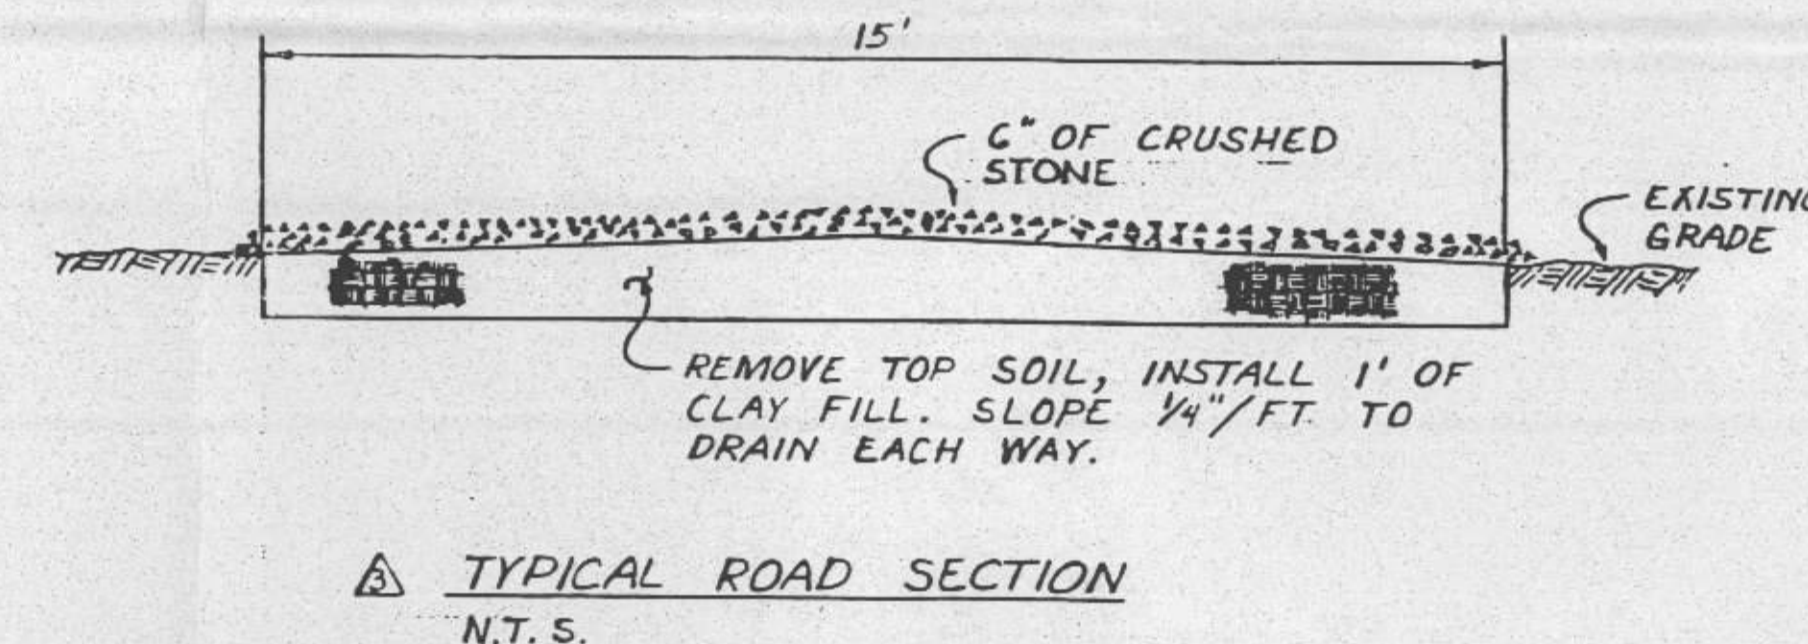 15'
6" OF CRUSHED
STONE
EXISTING
GRADE
REMOVE TOP SOIL, INSTALL 1' OF
CLAY FILL. SLOPE 1/4"/FT. TO
DRAIN EACH WAY.
3 TYPICAL ROAD SECTION
N.T.S.